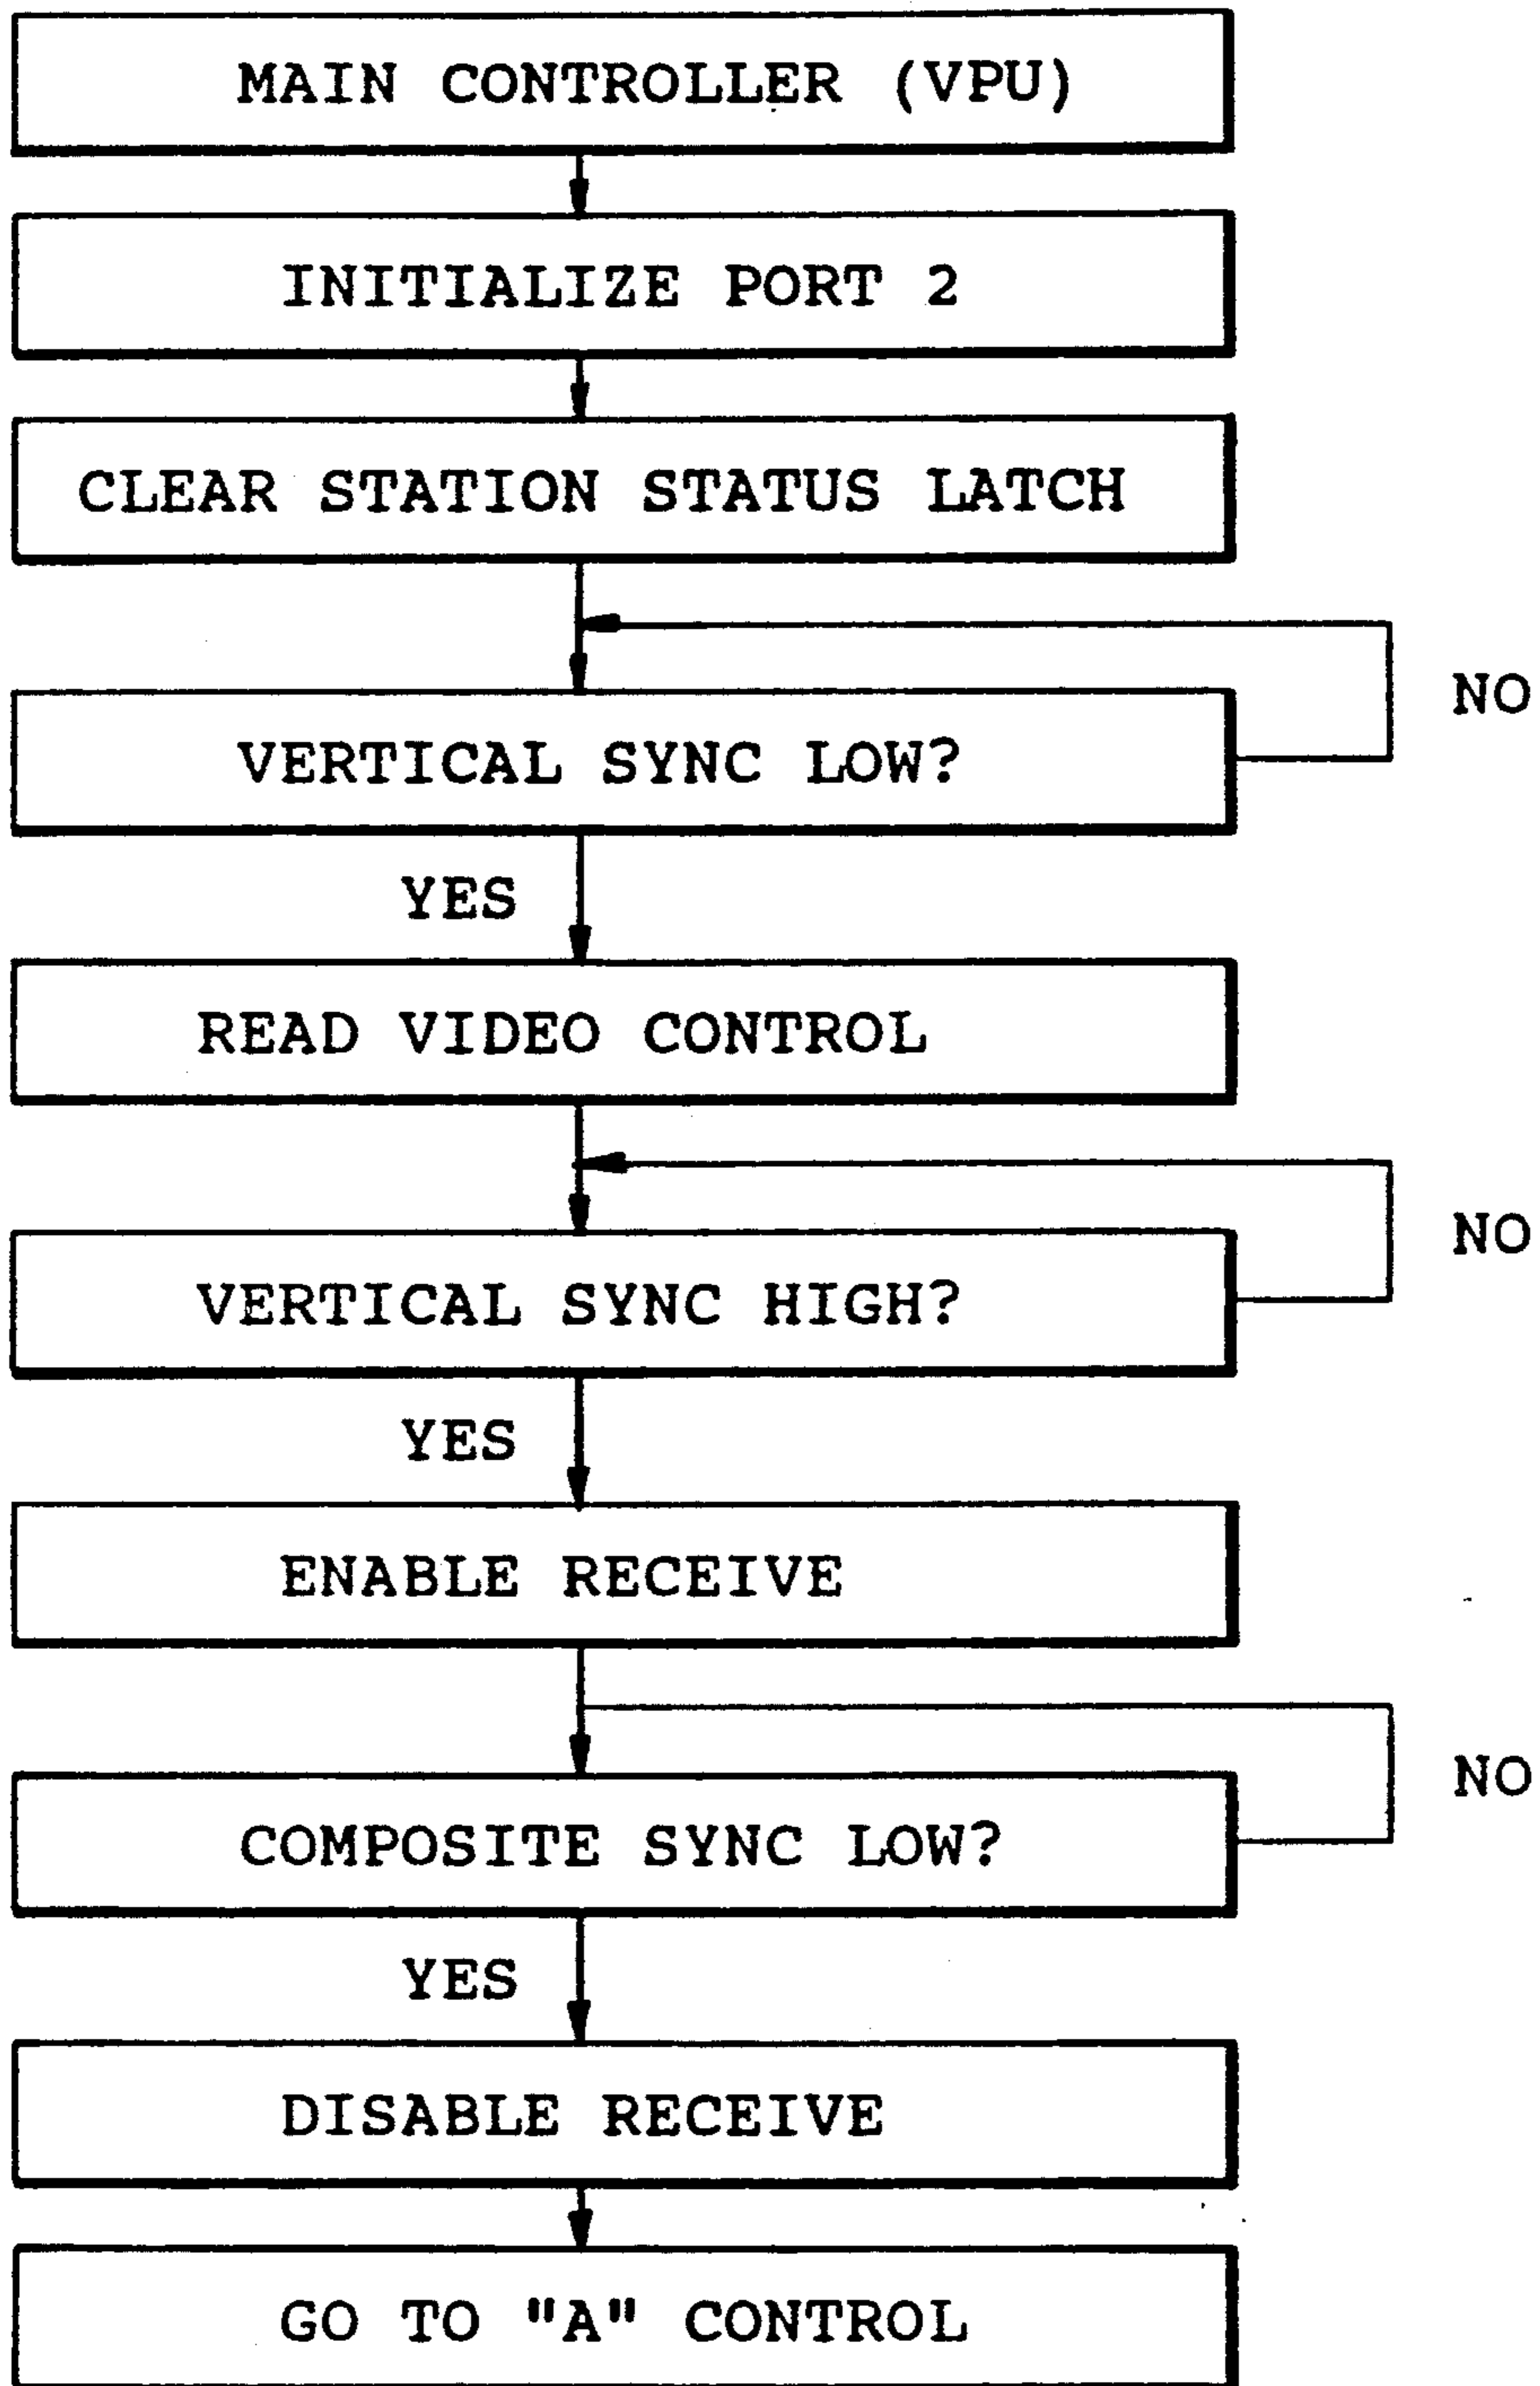 MAIN CONTROLLER (VPU)
INITIALIZE PORT 2
CLEAR STATION STATUS LATCH
NO
VERTICAL SYNC LOW?
YES
READ VIDEO CONTROL
NO
VERTICAL SYNC HIGH?
YES
ENABLE RECEIVE
NO
COMPOSITE SYNC LOW?
YES
DISABLE RECEIVE
GO TO "A" CONTROL